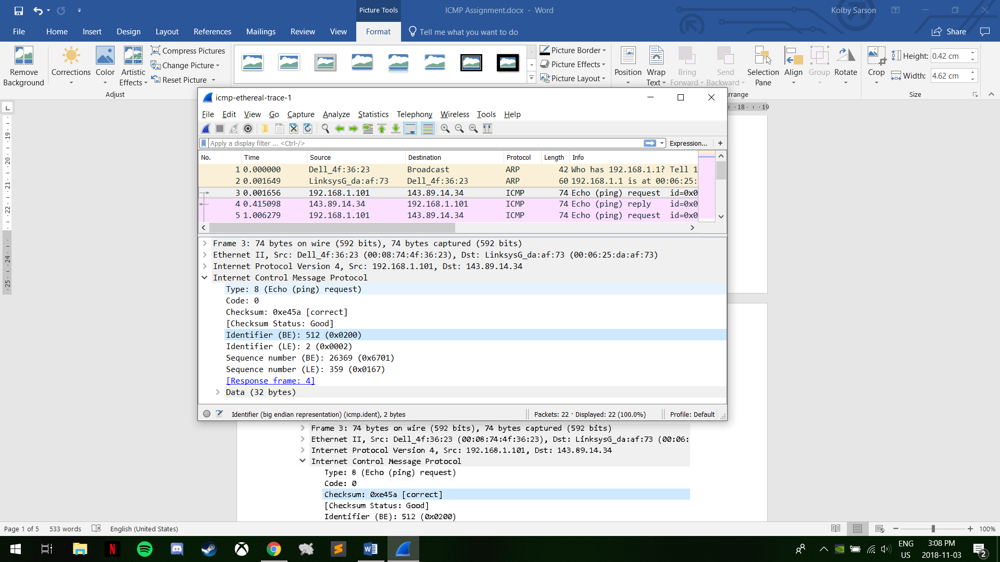 Picture Tools
ICMP Assignment.docx - Word
Kolby Sarson
File Home Insert Design Layout References Mailings Review View Format Tell me what you want to do Share
Remove Background
Corrections
Color
Artistic Effects
Compress Pictures
Change Picture
Reset Picture
Adjust
Picture Border
Picture Effects
Picture Layout
Position
Wrap Text
Bring Forward
Send Backward
Selection Pane
Align
Group
Rotate
rrange
Crop
Height: 0.42 cm
Width: 4.62 cm
Size
L
18 19
19
20
21
22
24
25
icmp-ethereal-trace-1
File Edit View Go Capture Analyze Statistics Telephony Wireless Tools Help
Apply a display filter ... <Ctrl-/>
Expression... +
No. Time Source Destination Protocol Length Info
1 0.000000 Dell_4f:36:23 Broadcast ARP 42 Who has 192.168.1.1? Tell 1
2 0.001649 LinksysG_da:af:73 Dell_4f:36:23 ARP 60 192.168.1.1 is at 00:06:25:
3 0.001656 192.168.1.101 143.89.14.34 ICMP 74 Echo (ping) request id=0x0
4 0.415098 143.89.14.34 192.168.1.101 ICMP 74 Echo (ping) reply id=0x0
5 1.006279 192.168.1.101 143.89.14.34 ICMP 74 Echo (ping) request id=0x0
Frame 3: 74 bytes on wire (592 bits), 74 bytes captured (592 bits)
Ethernet II, Src: Dell_4f:36:23 (00:08:74:4f:36:23), Dst: LinksysG_da:af:73 (00:06:25:da:af:73)
Internet Protocol Version 4, Src: 192.168.1.101, Dst: 143.89.14.34
Internet Control Message Protocol
Type: 8 (Echo (ping) request)
Code: 0
Checksum: 0xe45a [correct]
[Checksum Status: Good]
Identifier (BE): 512 (0x0200)
Identifier (LE): 2 (0x0002)
Sequence number (BE): 26369 (0x6701)
Sequence number (LE): 359 (0x0167)
[Response frame: 4]
Data (32 bytes)
Identifier (big endian representation) (icmp.ident), 2 bytes
Packets: 22 · Displayed: 22 (100.0%)
Profile: Default
Frame 3: 74 bytes on wire (592 bits), 74 bytes captured (592 bits)
Ethernet II, Src: Dell_4f:36:23 (00:08:74:4f:36:23), Dst: LinksysG_da:af:73 (00:06:
Internet Protocol Version 4, Src: 192.168.1.101, Dst: 143.89.14.34
Internet Control Message Protocol
Type: 8 (Echo (ping) request)
Code: 0
Checksum: 0xe45a [correct]
[Checksum Status: Good]
Identifier (BE): 512 (0x0200)
Page 1 of 5 533 words English (United States)
100%
ENG US
3:08 PM
2018-11-03
2